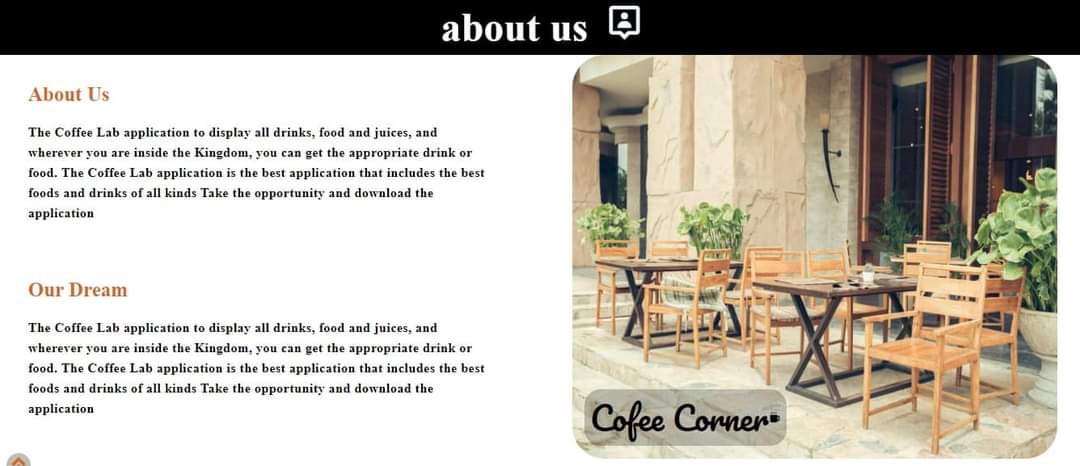 about us
About Us
The Coffee Lab application to display all drinks, food and juices, and
wherever you are inside the Kingdom, you can get the appropriate drink or
food. The Coffee Lab application is the best application that includes the best
foods and drinks of all kinds Take the opportunity and download the
application
Our Dream
The Coffee Lab application to display all drinks, food and juices, and
wherever you are inside the Kingdom, you can get the appropriate drink or
food. The Coffee Lab application is the best application that includes the best
foods and drinks of all kinds Take the opportunity and download the
application
Cofee Corner